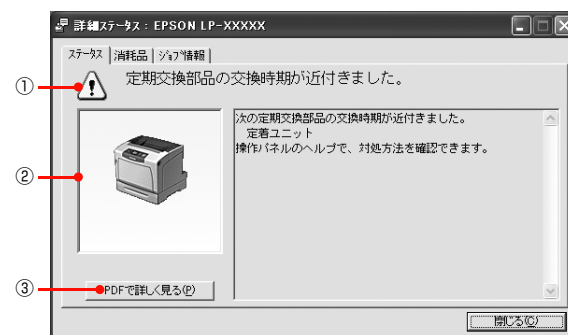 詳細ステータス : EPSON LP-XXXXX
ステータス 消耗品 ジョブ情報
① 定期交換部品の交換時期が近付きました。
次の定期交換部品の交換時期が近付きました。
定着ユニット
操作パネルのヘルプで、対処方法を確認できます。
②
③ PDFで詳しく見る(P)
閉じる(C)